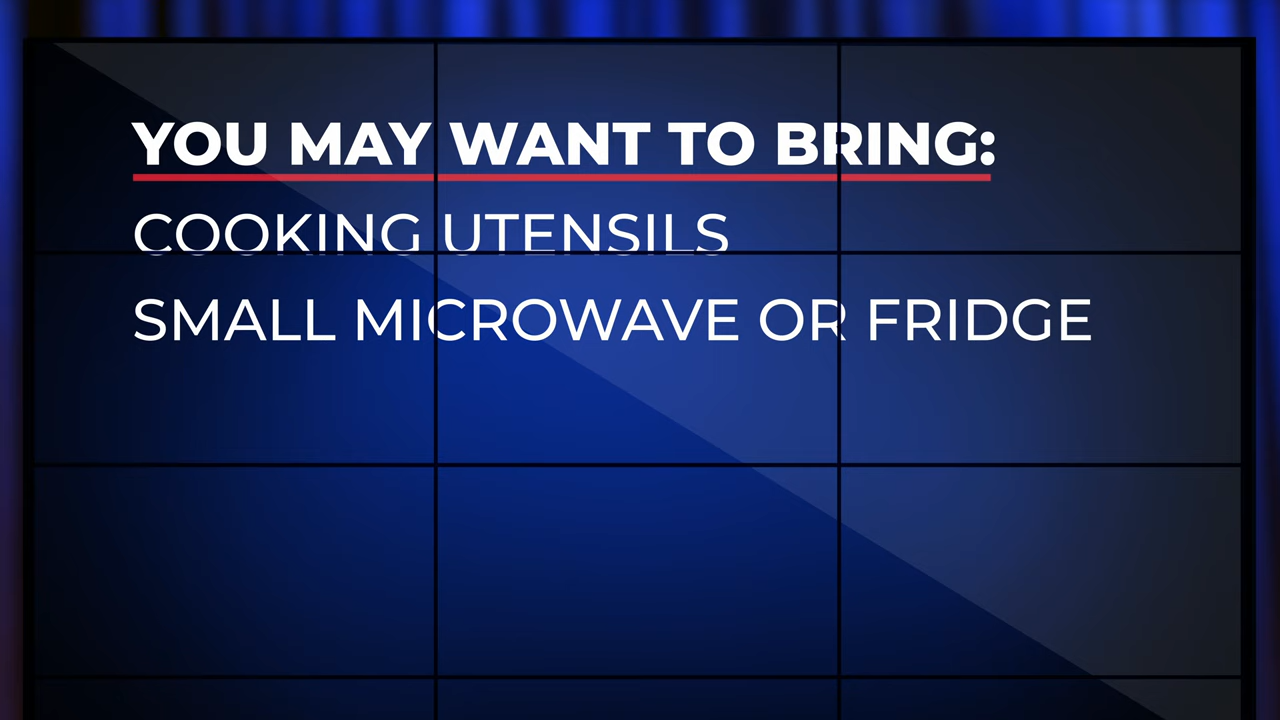 YOU MAY WANT TO BRING:
COOKING UTENSILS
SMALL MICROWAVE OR FRIDGE